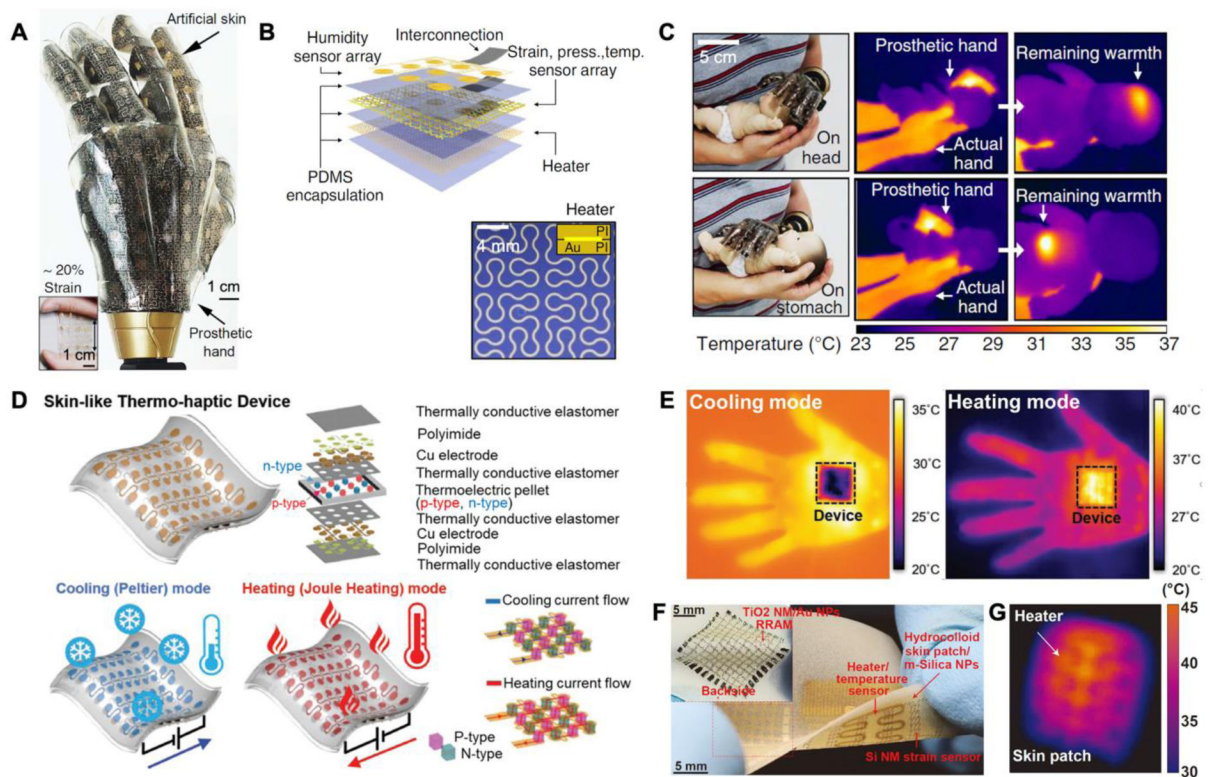 A
Artificial skin
~ 20%
Strain
1 cm
1 cm
Prosthetic
hand
B
Humidity
sensor array
Interconnection
Strain, press.,temp.
sensor array
PDMS
encapsulation
Heater
Heater
4 mm
PI
Au PI
C
5 cm
On
head
Prosthetic hand
Actual
hand
Remaining warmth
On
stomach
Prosthetic hand
Actual
hand
Remaining warmth
Temperature (°C)
23 25 27 29 31 33 35 37
D
Skin-like Thermo-haptic Device
n-type
p-type
Thermally conductive elastomer
Polyimide
Cu electrode
Thermally conductive elastomer
Thermoelectric pellet
(p-type, n-type)
Thermally conductive elastomer
Cu electrode
Polyimide
Thermally conductive elastomer
Cooling (Peltier) mode
Heating (Joule Heating) mode
Cooling current flow
Heating current flow
P-type
N-type
E
Cooling mode
Device
35°C
30°C
25°C
20°C
Heating mode
Device
40°C
37°C
27°C
20°C
F
5 mm
TiO2 NM/Au NPs
RRAM
Backside
Heater/
temperature
sensor
Hydrocolloid
skin patch/
m-Silica NPs
Si NM strain sensor
5 mm
G
(°C)
Heater
Skin patch
45
40
35
30